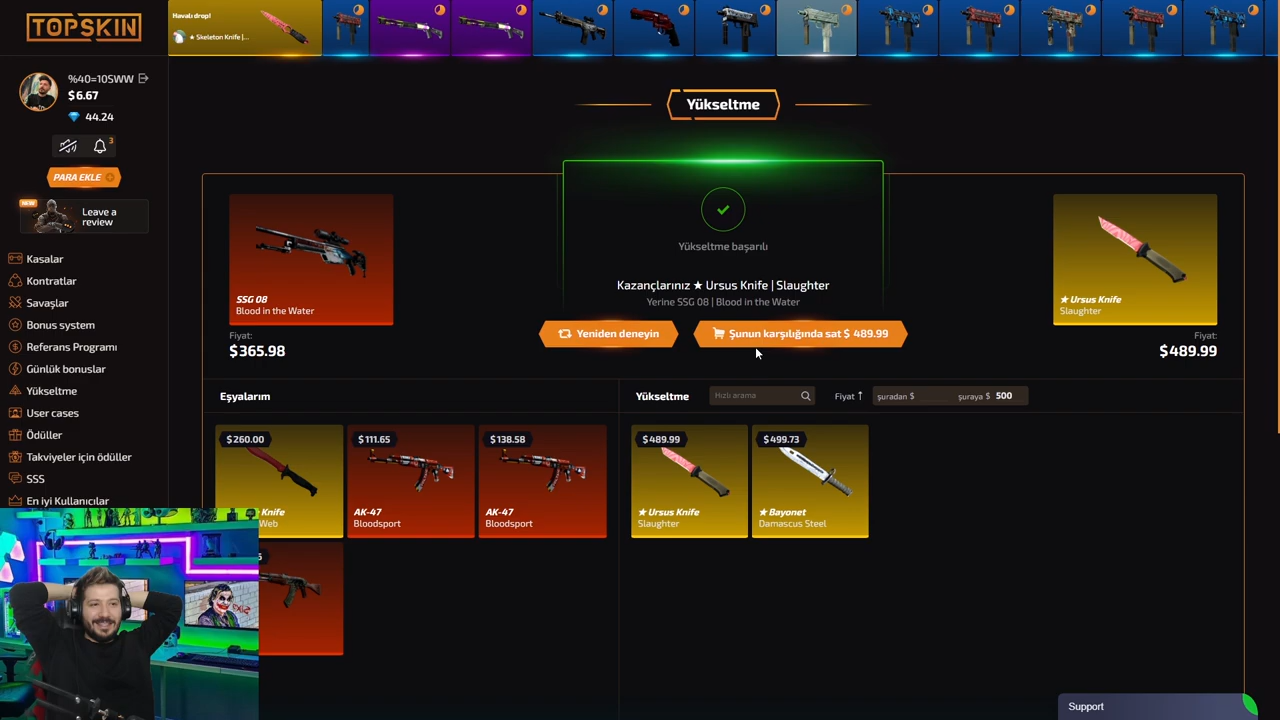 TOPSKIN
Havalı drop!
★ Skeleton Knife |...
%40=10SWW
$ 6.67
44.24
3
PARA EKLE
NEW
Leave a
review
Kasalar
Kontratlar
Savaşlar
Bonus system
Referans Programı
Günlük bonuslar
Yükseltme
User cases
Ödüller
Takviyeler için ödüller
SSS
En iyi Kullanıcılar
Yükseltme
SSG 08
Blood in the Water
Fiyat:
$365.98
Yükseltme başarılı
Kazançlarınız ★ Ursus Knife | Slaughter
Yerine SSG 08 | Blood in the Water
Yeniden deneyin
Şunun karşılığında sat $ 489.99
★ Ursus Knife
Slaughter
Fiyat:
$489.99
Eşyalarım
Yükseltme
Hızlı arama
Fiyat ↑
şuradan $
şuraya $ 500
$260.00
Knife
Web
$111.65
AK-47
Bloodsport
$138.58
AK-47
Bloodsport
$489.99
★ Ursus Knife
Slaughter
$499.73
★ Bayonet
Damascus Steel
Support